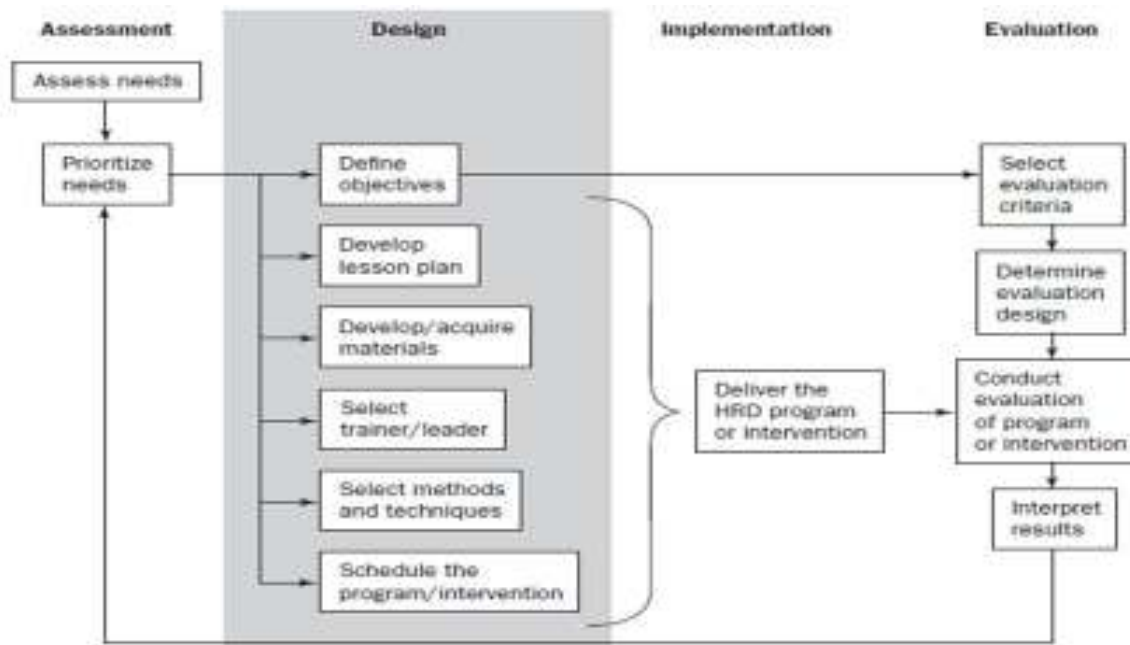 Assessment
Design
Implementation
Evaluation
Assess needs
Prioritize
needs
Define
objectives
Develop
lesson plan
Develop/acquire
materials
Select
trainer/leader
Select methods
and techniques
Schedule the
program/intervention
Deliver the
HRD program
or intervention
Select
evaluation
criteria
Determine
evaluation
design
Conduct
evaluation
of program
or intervention
Interpret
results